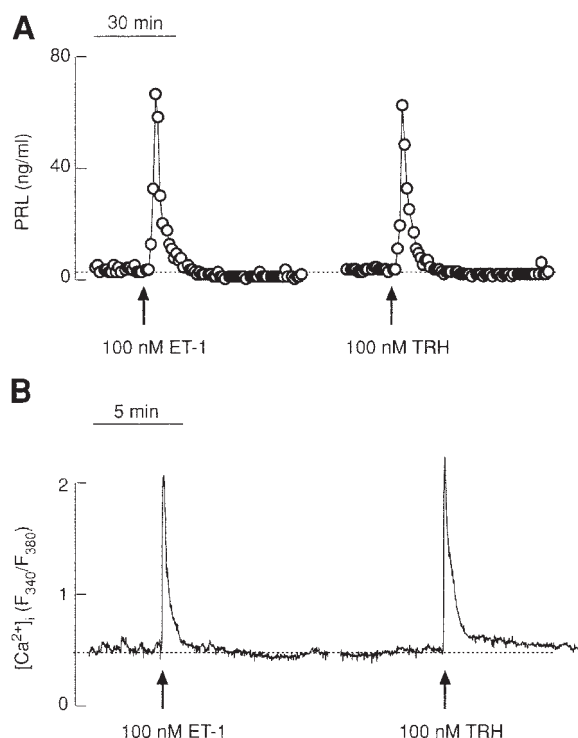 A
30 min
80
40
0
PRL (ng/ml)
100 nM ET-1
100 nM TRH
B
5 min
2
1
0
[Ca²⁺]ᵢ (F₃₄₀/F₃₈₀)
100 nM ET-1
100 nM TRH